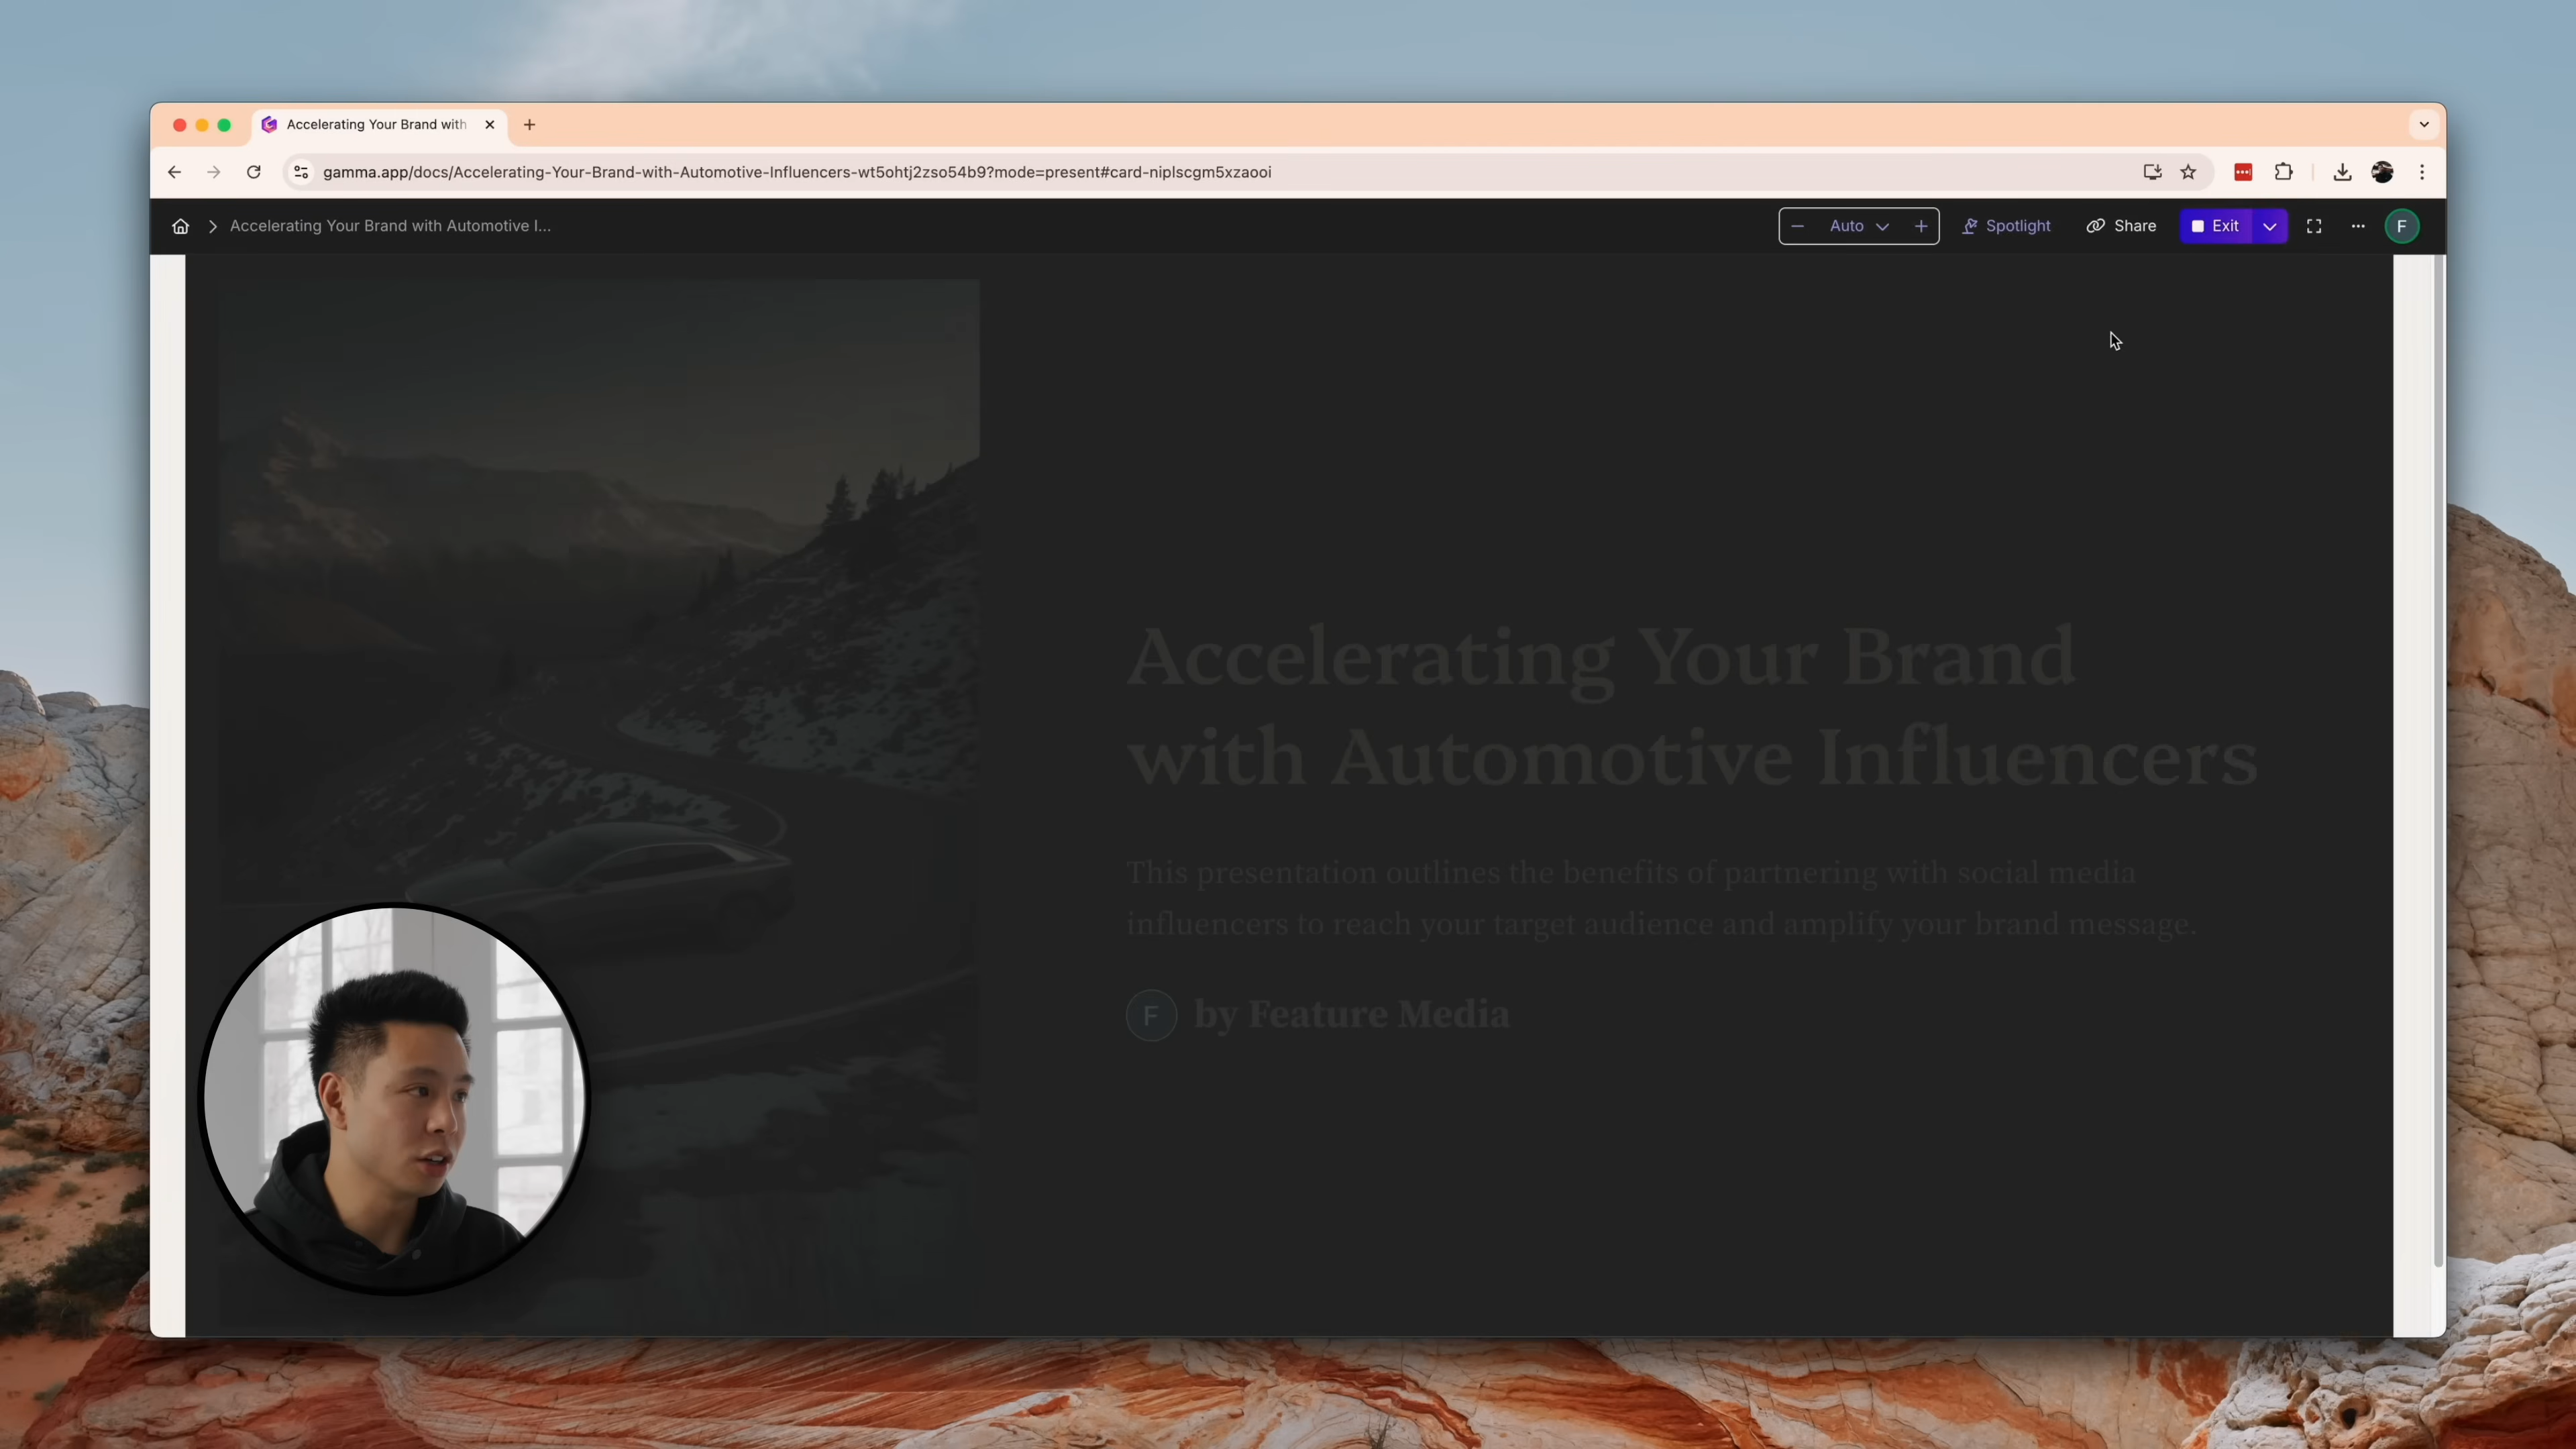 Accelerating Your Brand with
gamma.app/docs/Accelerating-Your-Brand-with-Automotive-Influencers-wt5ohtj2zso54b9?mode=present#card-niplscgm5xzaooi
Accelerating Your Brand with Automotive I...
Auto
Spotlight
Share
Exit
F
Accelerating Your Brand
with Automotive Influencers
This presentation outlines the benefits of partnering with social media
influencers to reach your target audience and amplify your brand message.
F by Feature Media